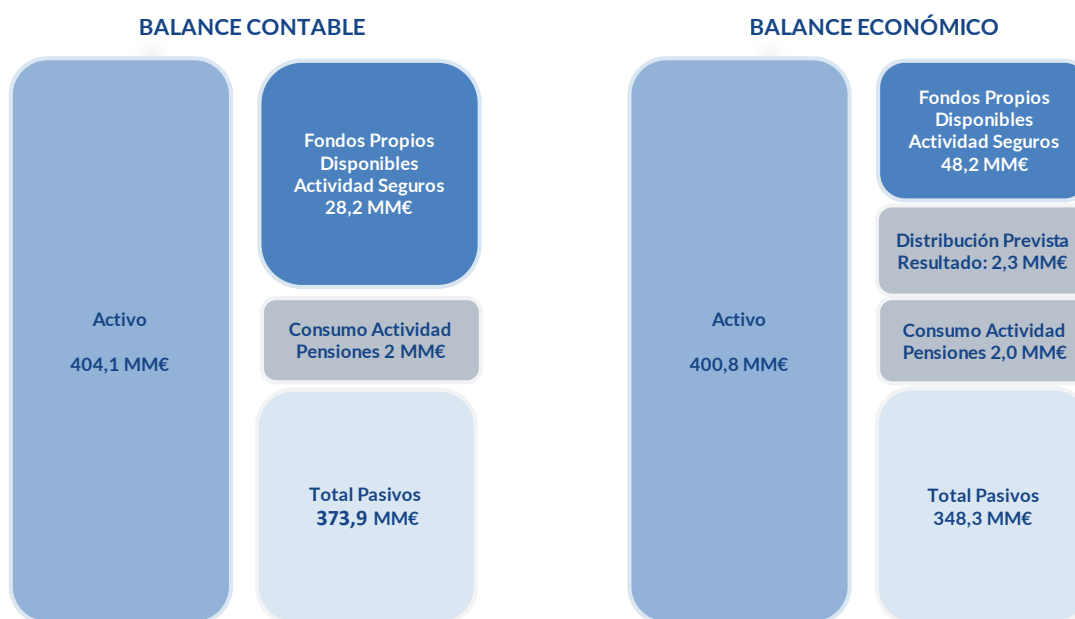 BALANCE CONTABLE
Activo
404,1 MM€
Fondos Propios
Disponibles
Actividad Seguros
28,2 MM€
Consumo Actividad
Pensiones 2 MM€
Total Pasivos
373,9 MM€
BALANCE ECONÓMICO
Activo
400,8 MM€
Fondos Propios
Disponibles
Actividad Seguros
48,2 MM€
Distribución Prevista
Resultado: 2,3 MM€
Consumo Actividad
Pensiones 2,0 MM€
Total Pasivos
348,3 MM€